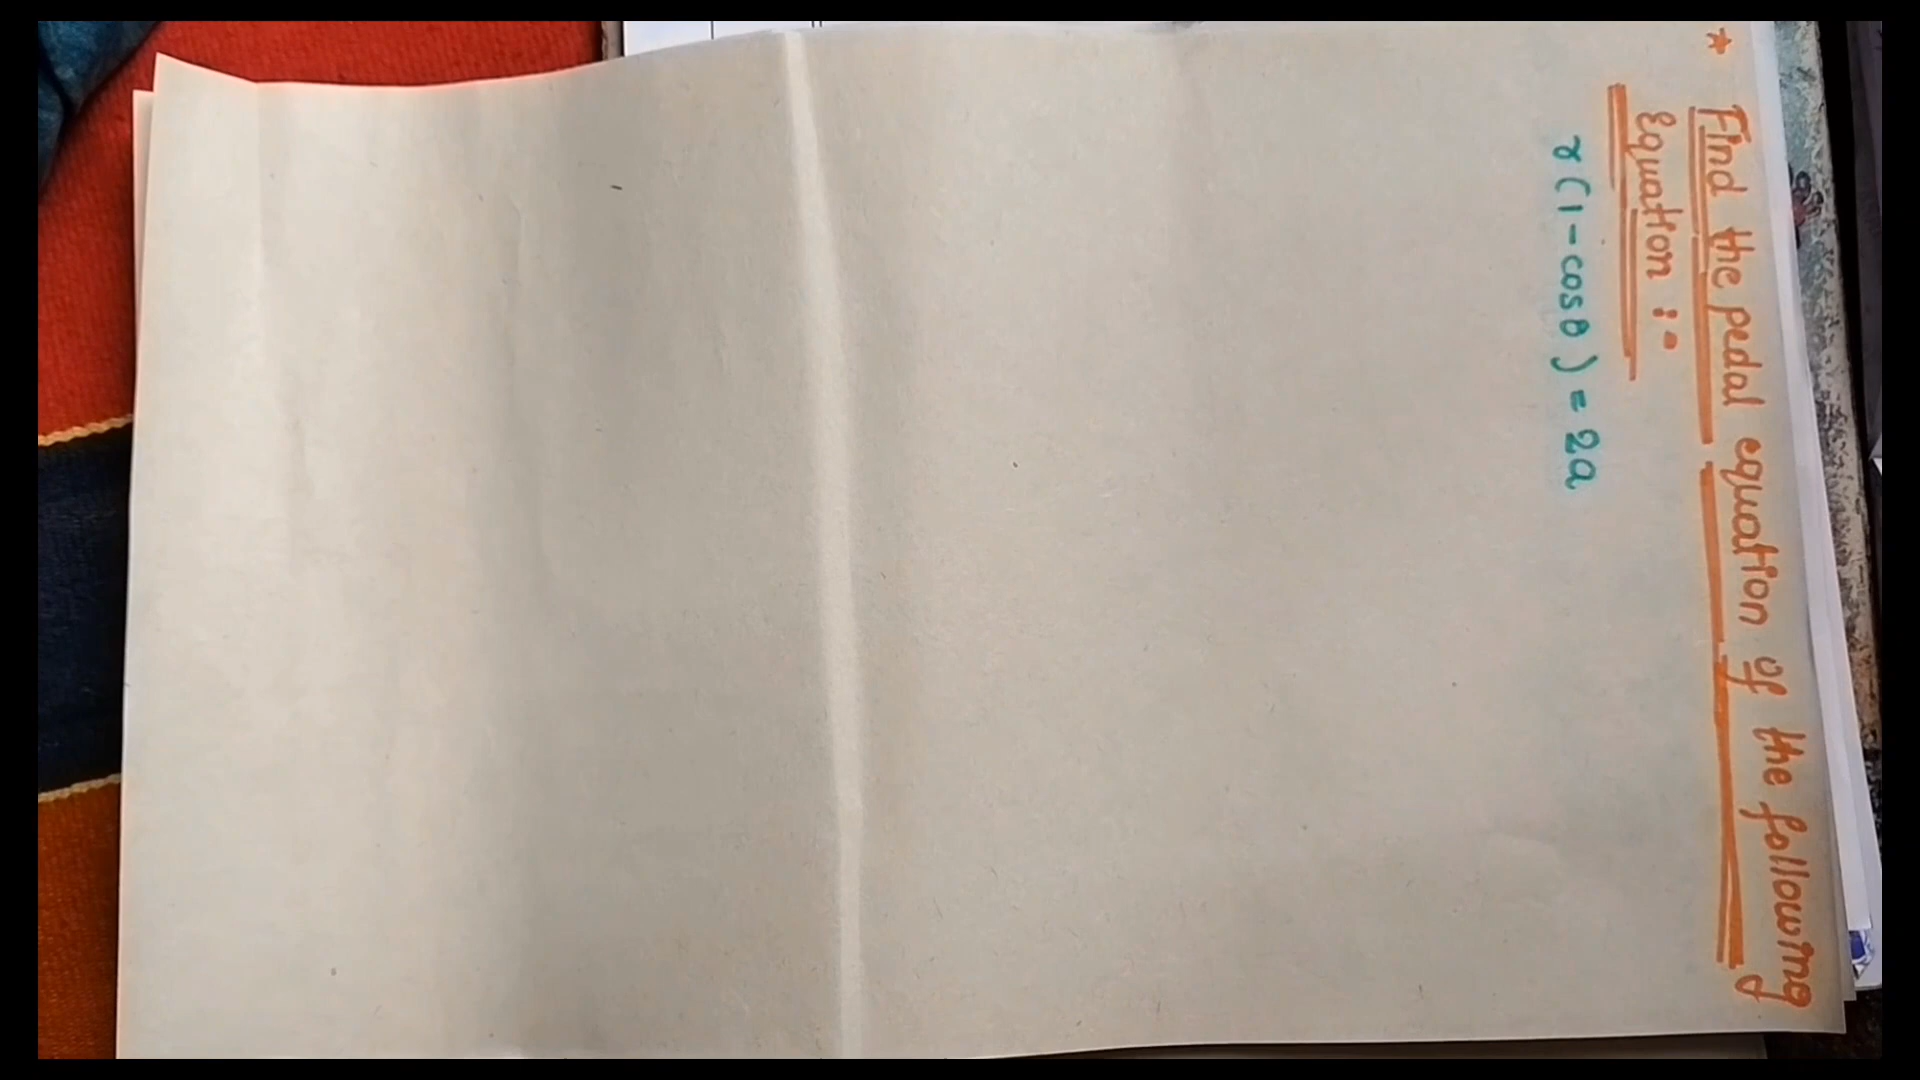 * Find the pedal equation of the following
Equation :-
r(1-cosθ) = 2a